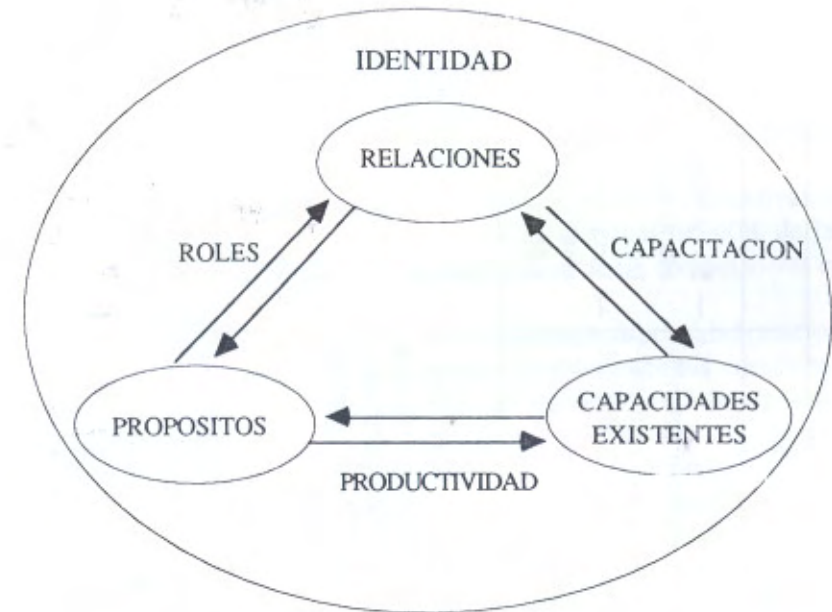 IDENTIDAD
RELACIONES
ROLES
CAPACITACION
PROPOSITOS
CAPACIDADES
EXISTENTES
PRODUCTIVIDAD